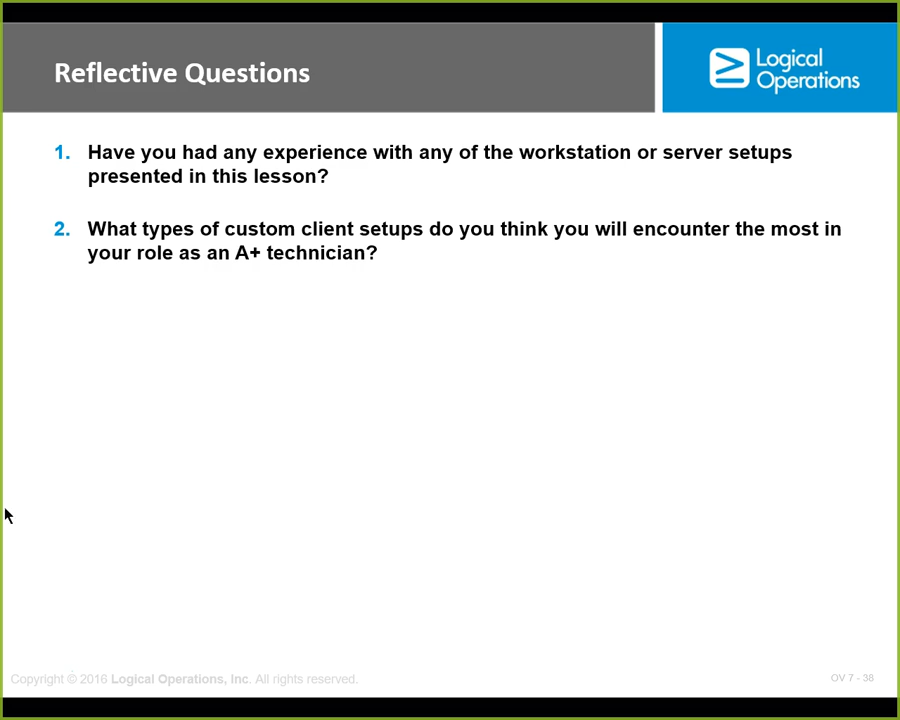 Reflective Questions
Logical
Operations
1. Have you had any experience with any of the workstation or server setups
presented in this lesson?
2. What types of custom client setups do you think you will encounter the most in
your role as an A+ technician?
Copyright © 2016 Logical Operations, Inc. All rights reserved.
OV 7 - 38